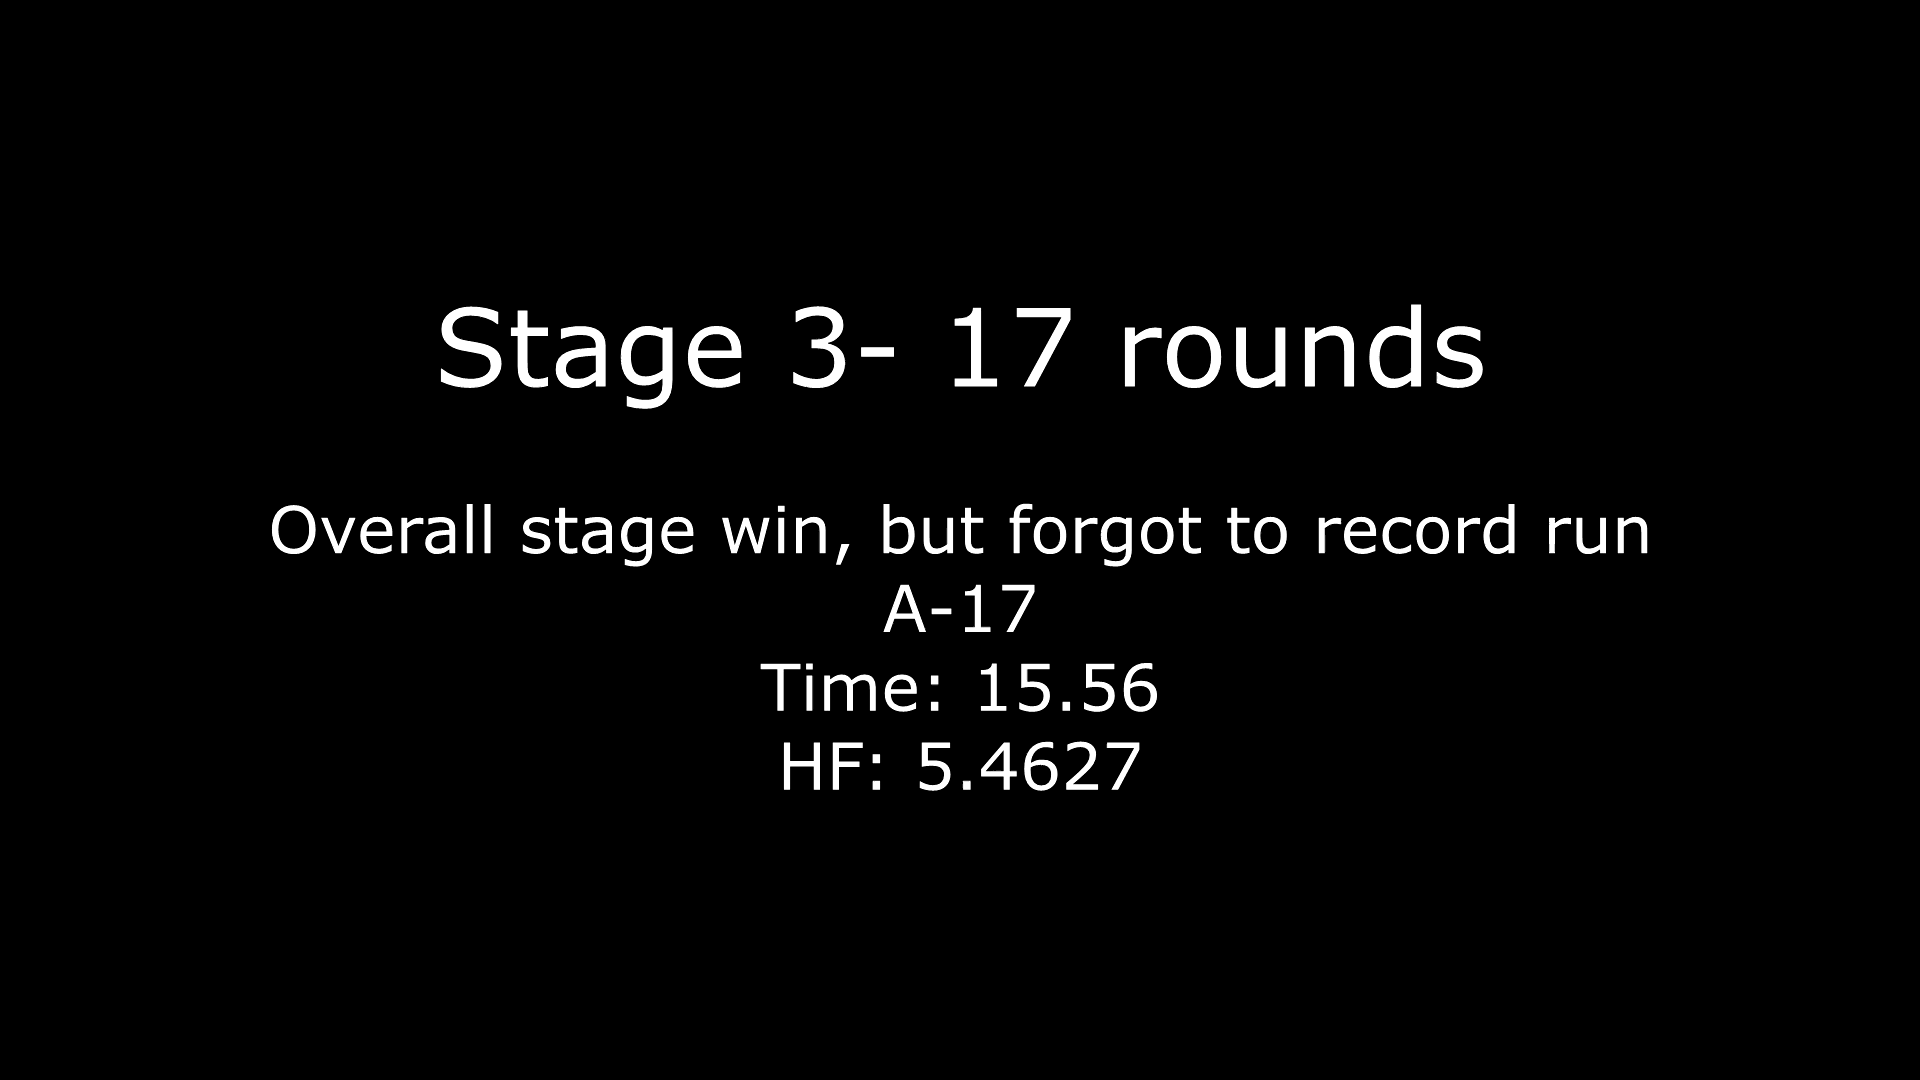 Stage 3- 17 rounds
Overall stage win, but forgot to record run
A-17
Time: 15.56
HF: 5.4627